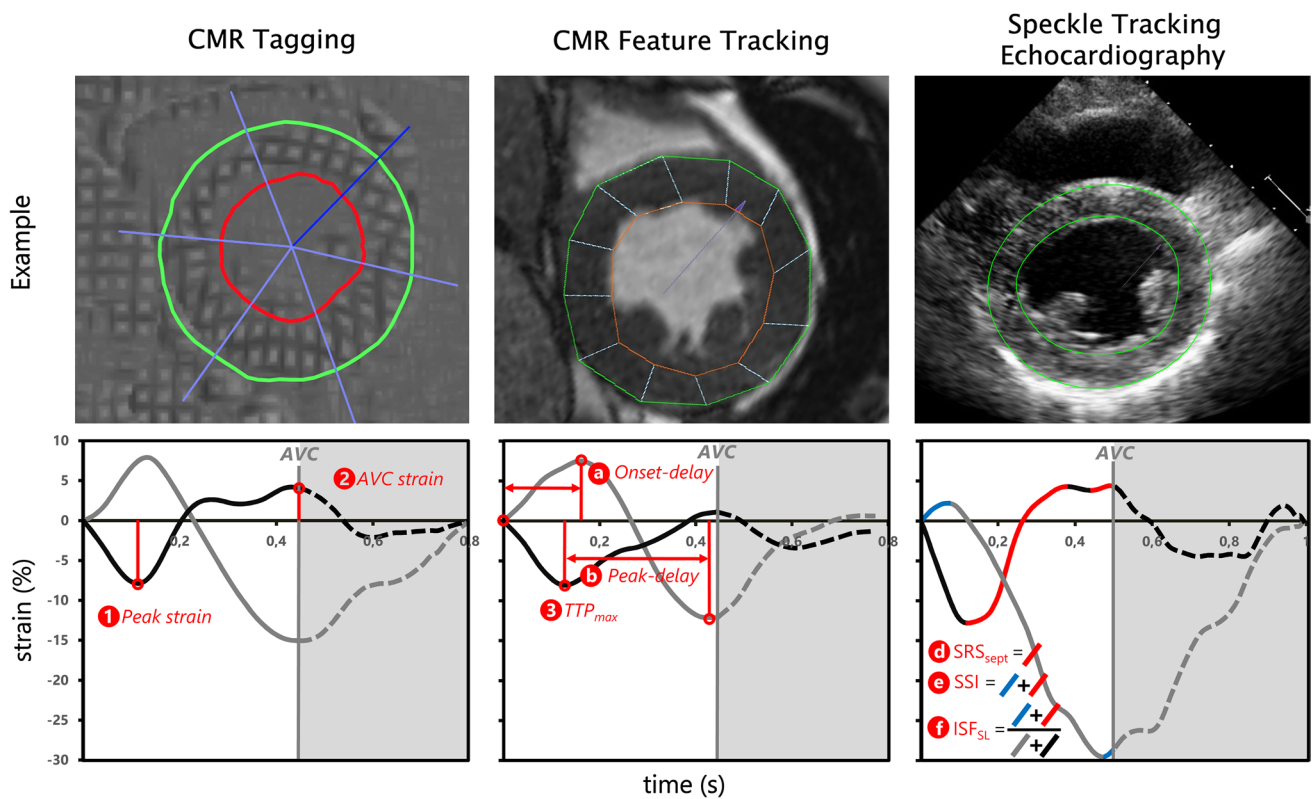 CMR Tagging
CMR Feature Tracking
Speckle Tracking
Echocardiography
Example
10
5
0
-5
-10
-15
-20
-25
-30
strain (%)
AVC
2 AVC strain
0,2
0,4
0,6
0,8
1 Peak strain
AVC
a Onset-delay
0,2
0,4
0,6
0,8
b Peak-delay
3 TTPmax
AVC
0,2
0,4
0,6
0,8
1
d SRSsept =
e SSI = +
+
f ISFSL =
+
time (s)